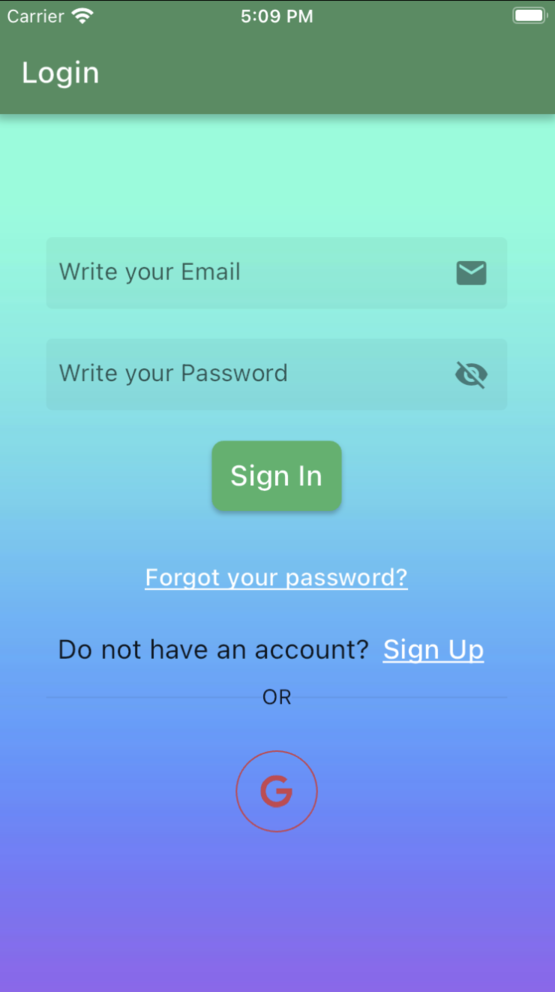 Carrier 5:09 PM
Login
Write your Email
Write your Password
Sign In
Forgot your password?
Do not have an account? Sign Up
OR
G